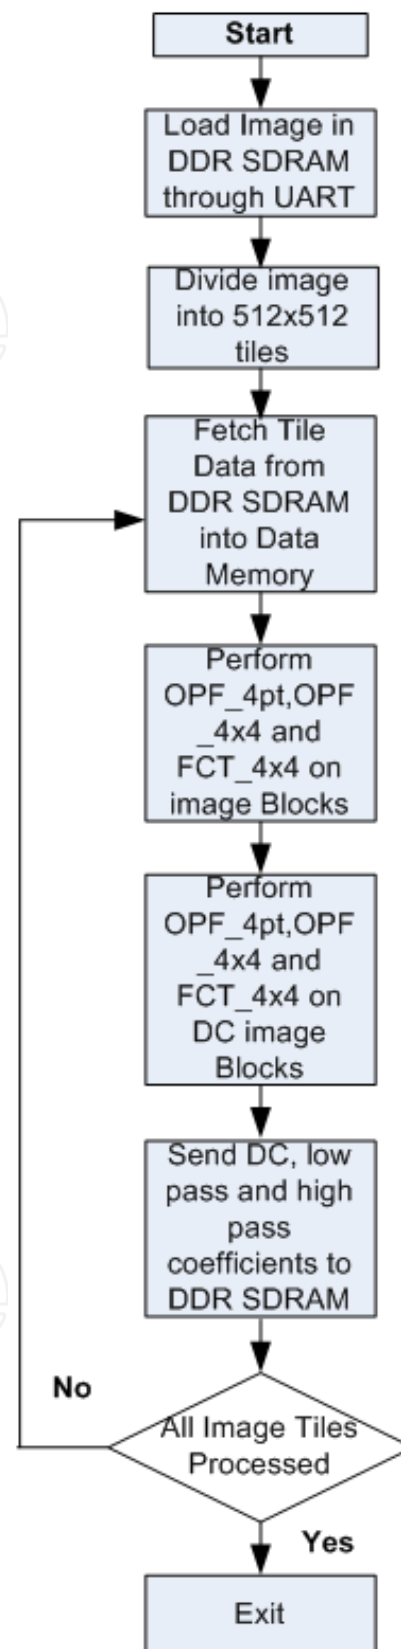 Start
Load Image in
DDR SDRAM
through UART
Divide image
into 512x512
tiles
Fetch Tile
Data from
DDR SDRAM
into Data
Memory
Perform
OPF_4pt,OPF
_4x4 and
FCT_4x4 on
image Blocks
Perform
OPF_4pt,OPF
_4x4 and
FCT_4x4 on
DC image
Blocks
Send DC, low
pass and high
pass
coefficients to
DDR SDRAM
No
All Image Tiles
Processed
Yes
Exit